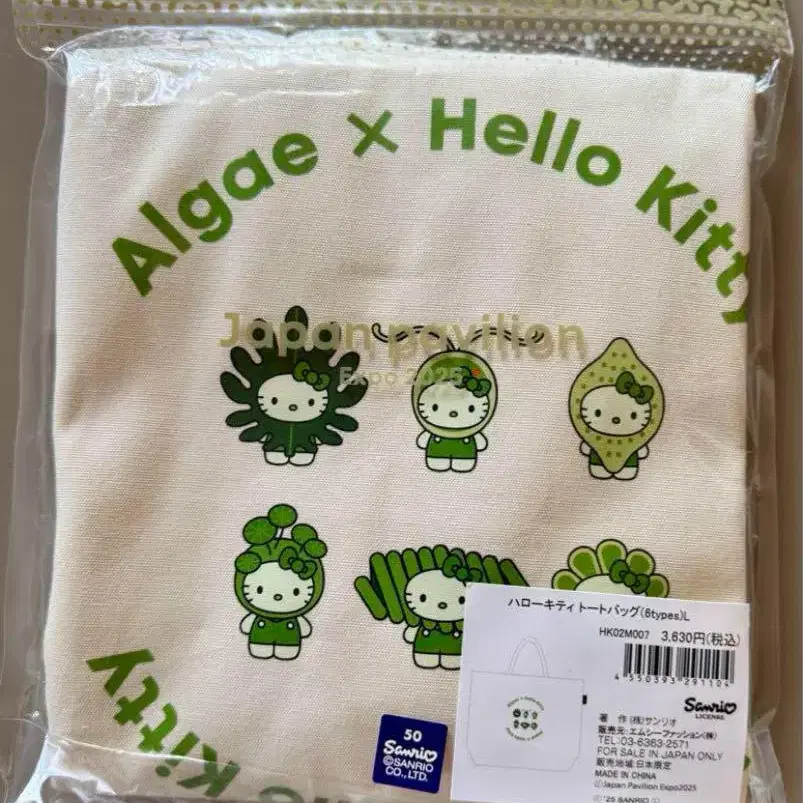 Algae × Hello Kitty
Japan pavilion
Expo 2025
Kitty
ハローキティ トートバッグ(6types)L
HK02M007 3,630円(税込)
4 550393 291104
Sanrio
LICENSE
著 作 (株)サンリオ
販売元:エムシーファッション(株)
TEL:03-6363-2571
FOR SALE IN JAPAN ONLY
販売地域:日本限定
MADE IN CHINA
©Japan Pavilion Expo2025
50
Sanrio
©SANRIO
CO., LTD.